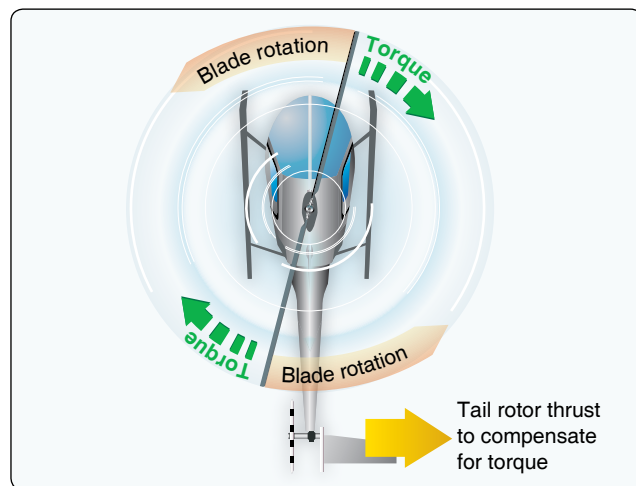 Blade rotation
Torque
Torque
Blade rotation
Tail rotor thrust
to compensate
for torque